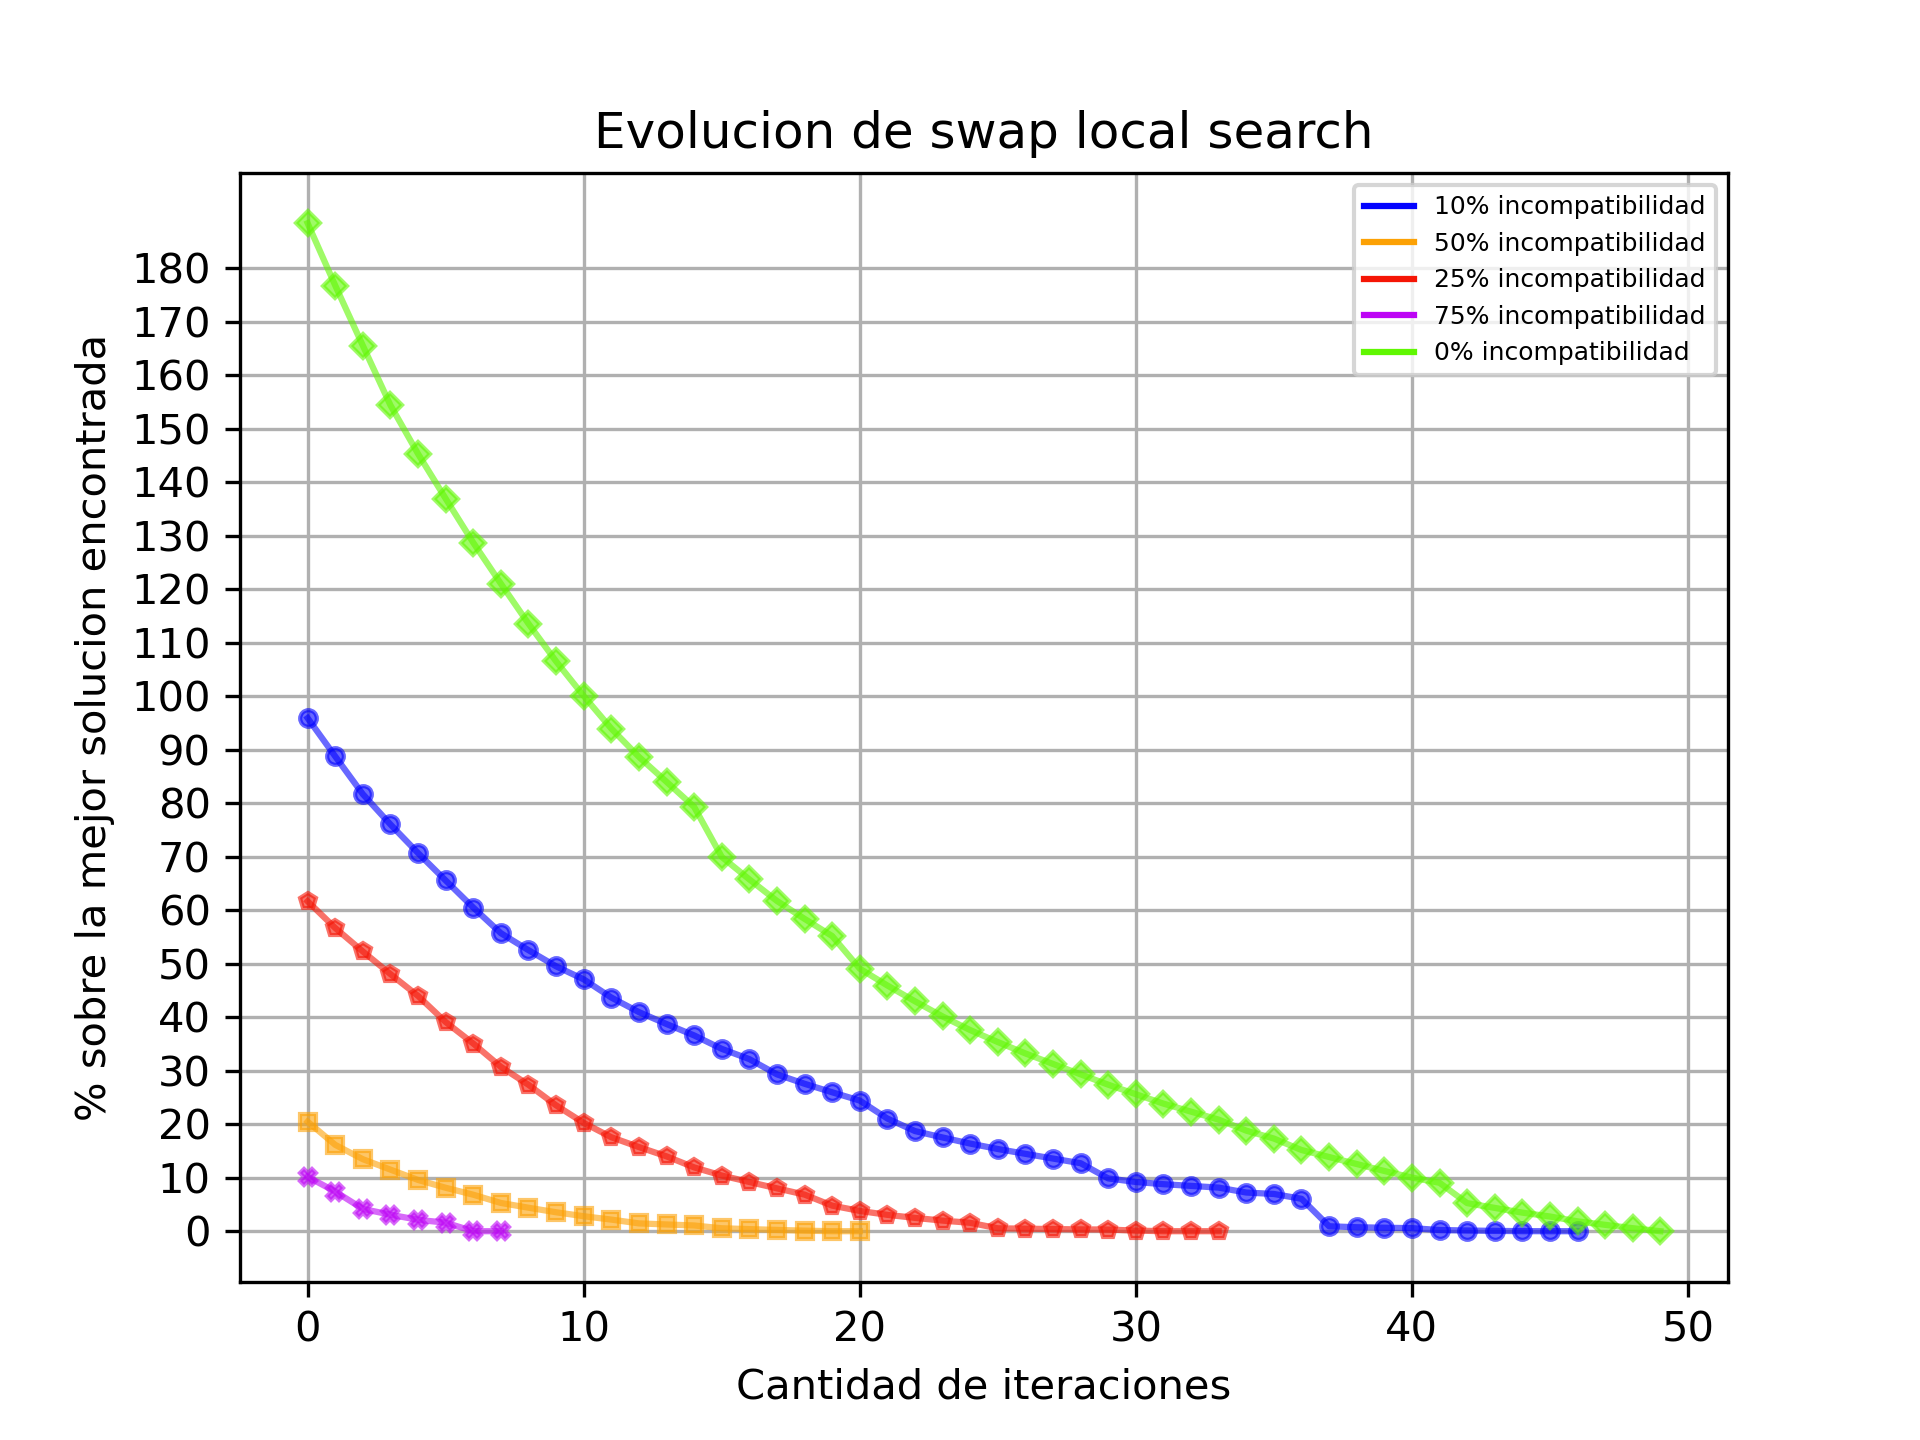 Evolucion de swap local search
10% incompatibilidad
50% incompatibilidad
25% incompatibilidad
75% incompatibilidad
0% incompatibilidad
% sobre la mejor solucion encontrada
180
170
160
150
140
130
120
110
100
90
80
70
60
50
40
30
20
10
0
0 10 20 30 40 50
Cantidad de iteraciones